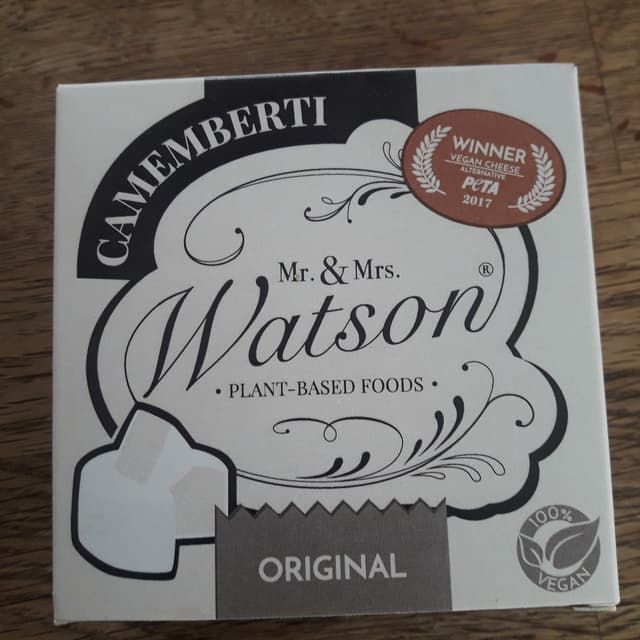 CAMEMBERTI
WINNER
VEGAN CHEESE
ALTERNATIVE
PETA
2017
Mr. & Mrs.
Watson®
• PLANT-BASED FOODS •
ORIGINAL
100%
VEGAN